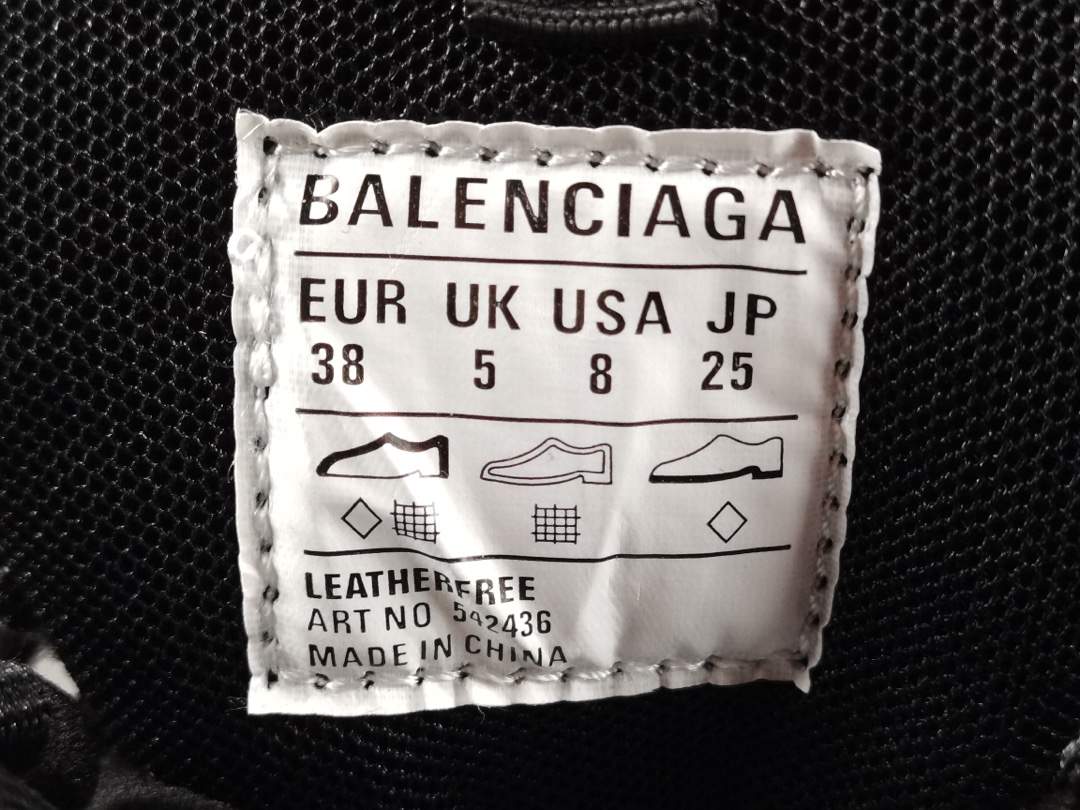 BALENCIAGA
EUR UK USA JP
38 5 8 25
LEATHERFREE
ART NO 542436
MADE IN CHINA